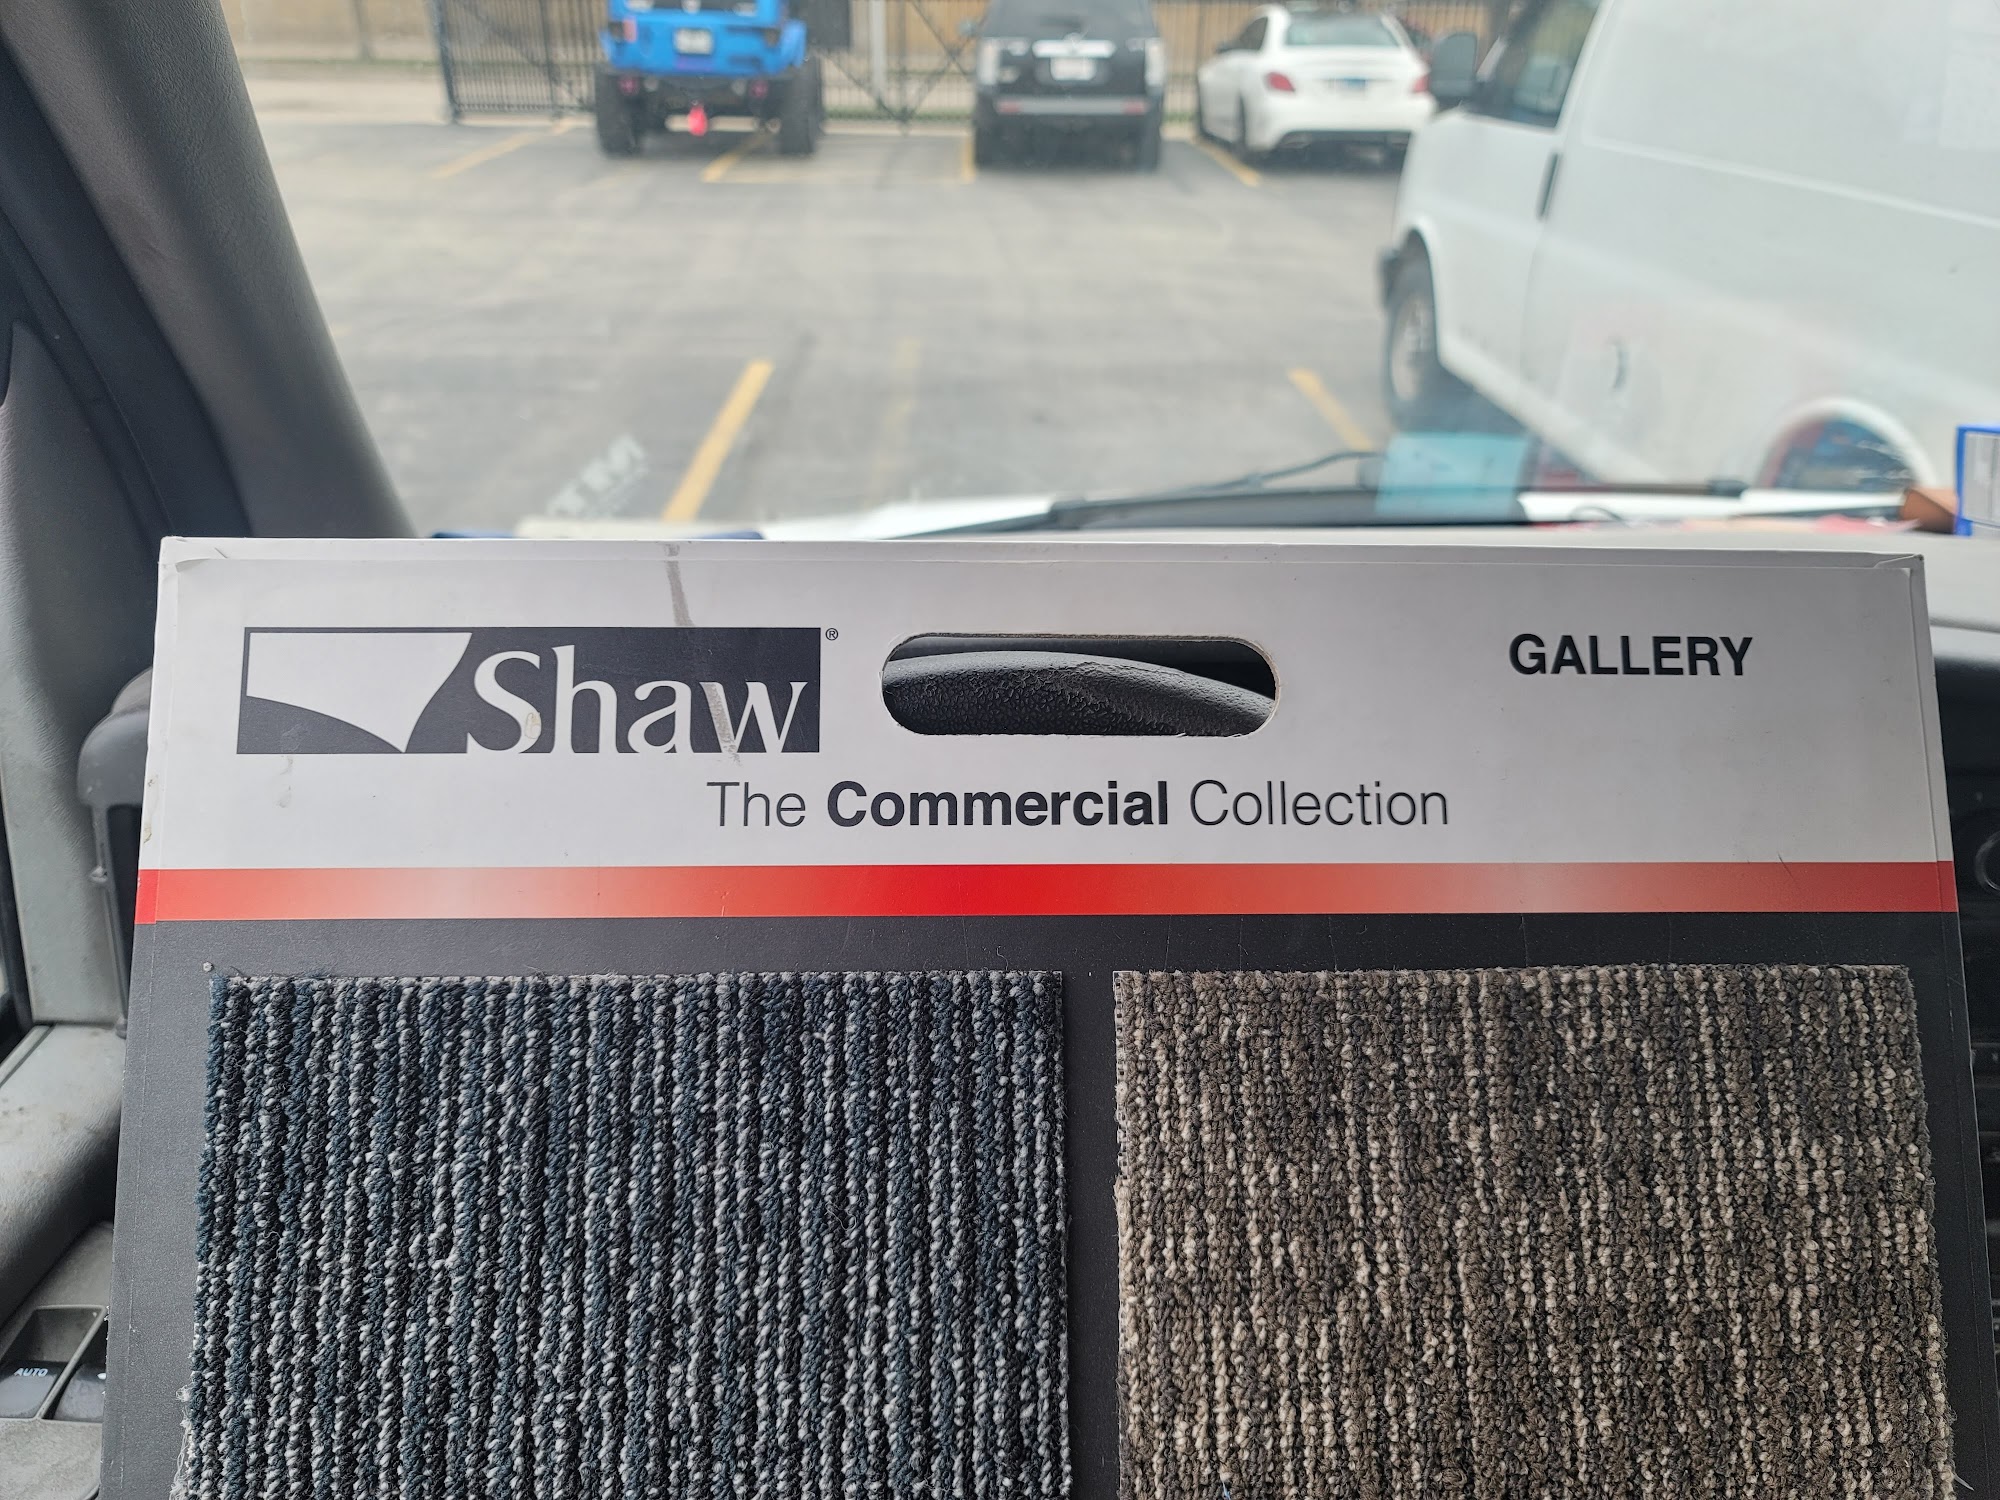 Shaw®
GALLERY
The Commercial Collection
AUTO